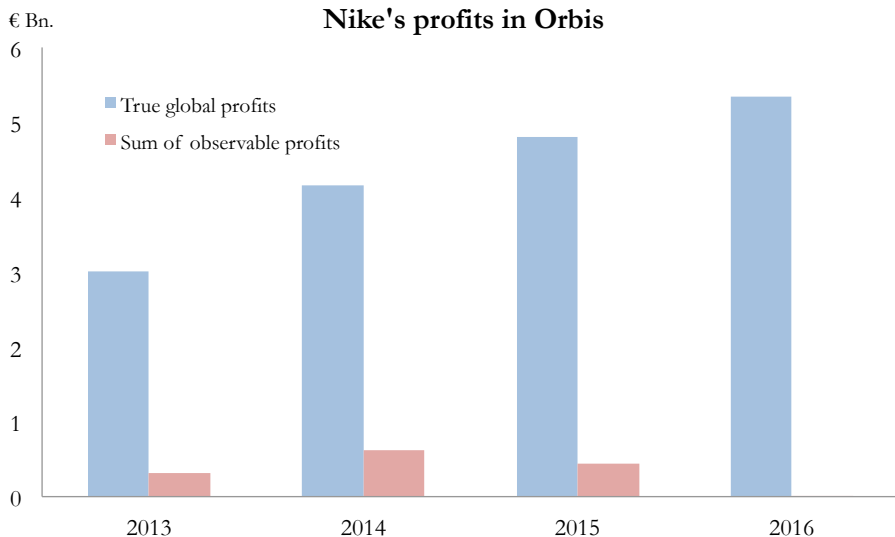 Nike's profits in Orbis
€ Bn.
6
5
4
3
2
1
0
True global profits
Sum of observable profits
2013 2014 2015 2016